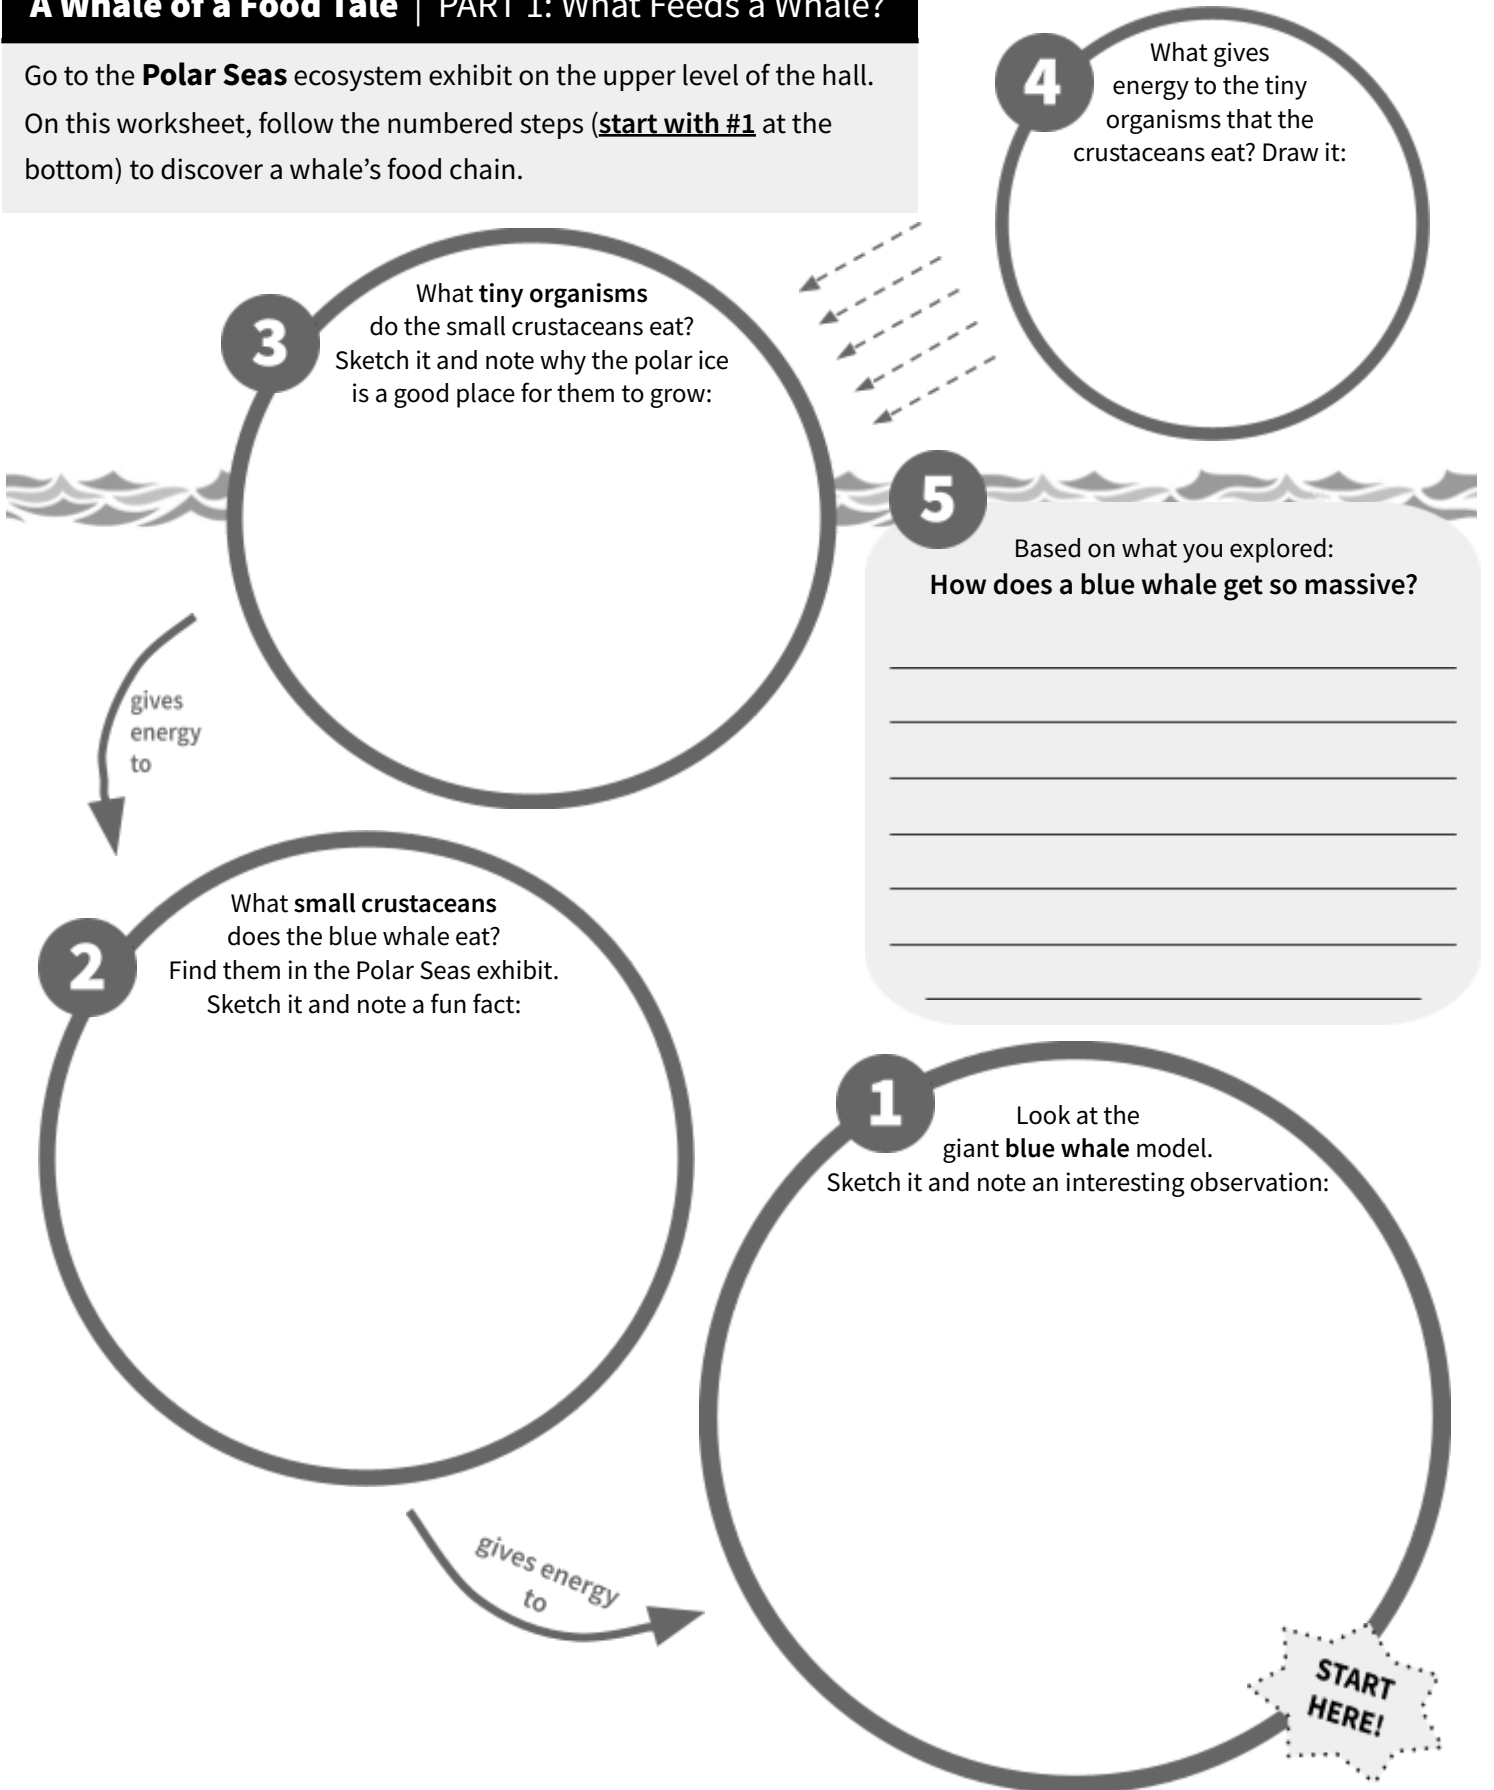 A Whale of a Food Tale | PART 1: What Feeds a Whale?
Go to the Polar Seas ecosystem exhibit on the upper level of the hall.
On this worksheet, follow the numbered steps (start with #1 at the
bottom) to discover a whale’s food chain.
4
What gives
energy to the tiny
organisms that the
crustaceans eat? Draw it:
3
What tiny organisms
do the small crustaceans eat?
Sketch it and note why the polar ice
is a good place for them to grow:
5
Based on what you explored:
How does a blue whale get so massive?
gives
energy
to
2
What small crustaceans
does the blue whale eat?
Find them in the Polar Seas exhibit.
Sketch it and note a fun fact:
1
Look at the
giant blue whale model.
Sketch it and note an interesting observation:
gives energy
to
START
HERE!